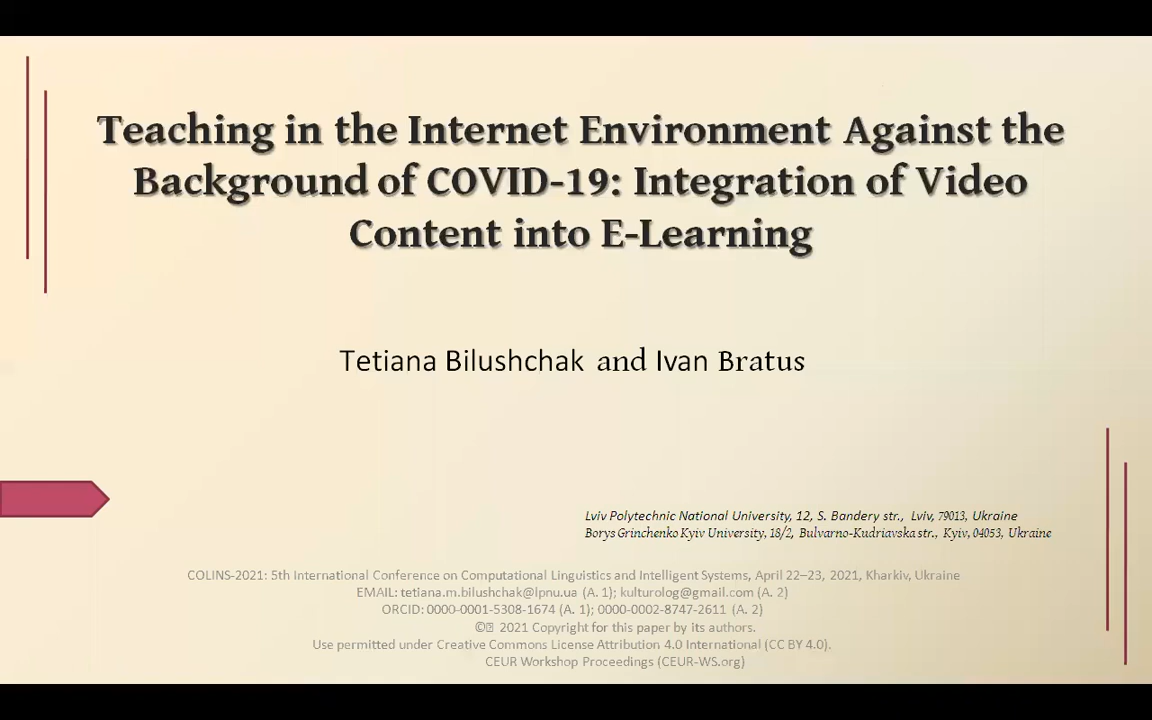 Teaching in the Internet Environment Against the
Background of COVID-19: Integration of Video
Content into E-Learning
Tetiana Bilushchak and Ivan Bratus
Lviv Polytechnic National University, 12, S. Bandery str., Lviv, 79013, Ukraine
Borys Grinchenko Kyiv University, 18/2, Bulvarno-Kudriavska str., Kyiv, 04053, Ukraine
COLINS-2021: 5th International Conference on Computational Linguistics and Intelligent Systems, April 22–23, 2021, Kharkiv, Ukraine
EMAIL: tetiana.m.bilushchak@lpnu.ua (A. 1); kulturolog@gmail.com (A. 2)
ORCID: 0000-0001-5308-1674 (A. 1); 0000-0002-8747-2611 (A. 2)
© 2021 Copyright for this paper by its authors.
Use permitted under Creative Commons License Attribution 4.0 International (CC BY 4.0).
CEUR Workshop Proceedings (CEUR-WS.org)